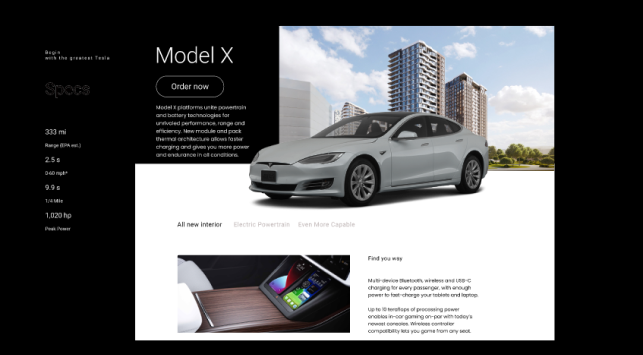 Begin
with the greatest Tesla
Specs
333 mi
Range (EPA est.)
2.5 s
0-60 mph*
9.9 s
1/4 Mile
1,020 hp
Peak Power
Model X
Order now
Model X platforms unite powertrain
and battery technologies for
unrivaled performance, range and
efficiency. New module and pack
thermal architecture allows faster
charging and gives you more power
and endurance in all conditions.
All new interior Electric Powertrain Even More Capable
Find you way
Multi-device Bluetooth, wireless and USB-C
charging for every passenger, with enough
power to fast-charge your tablets and laptop.
Up to 10 teraflops of processing power
enables in-car gaming on-par with today's
newest consoles. Wireless controller
compatibility lets you game from any seat.